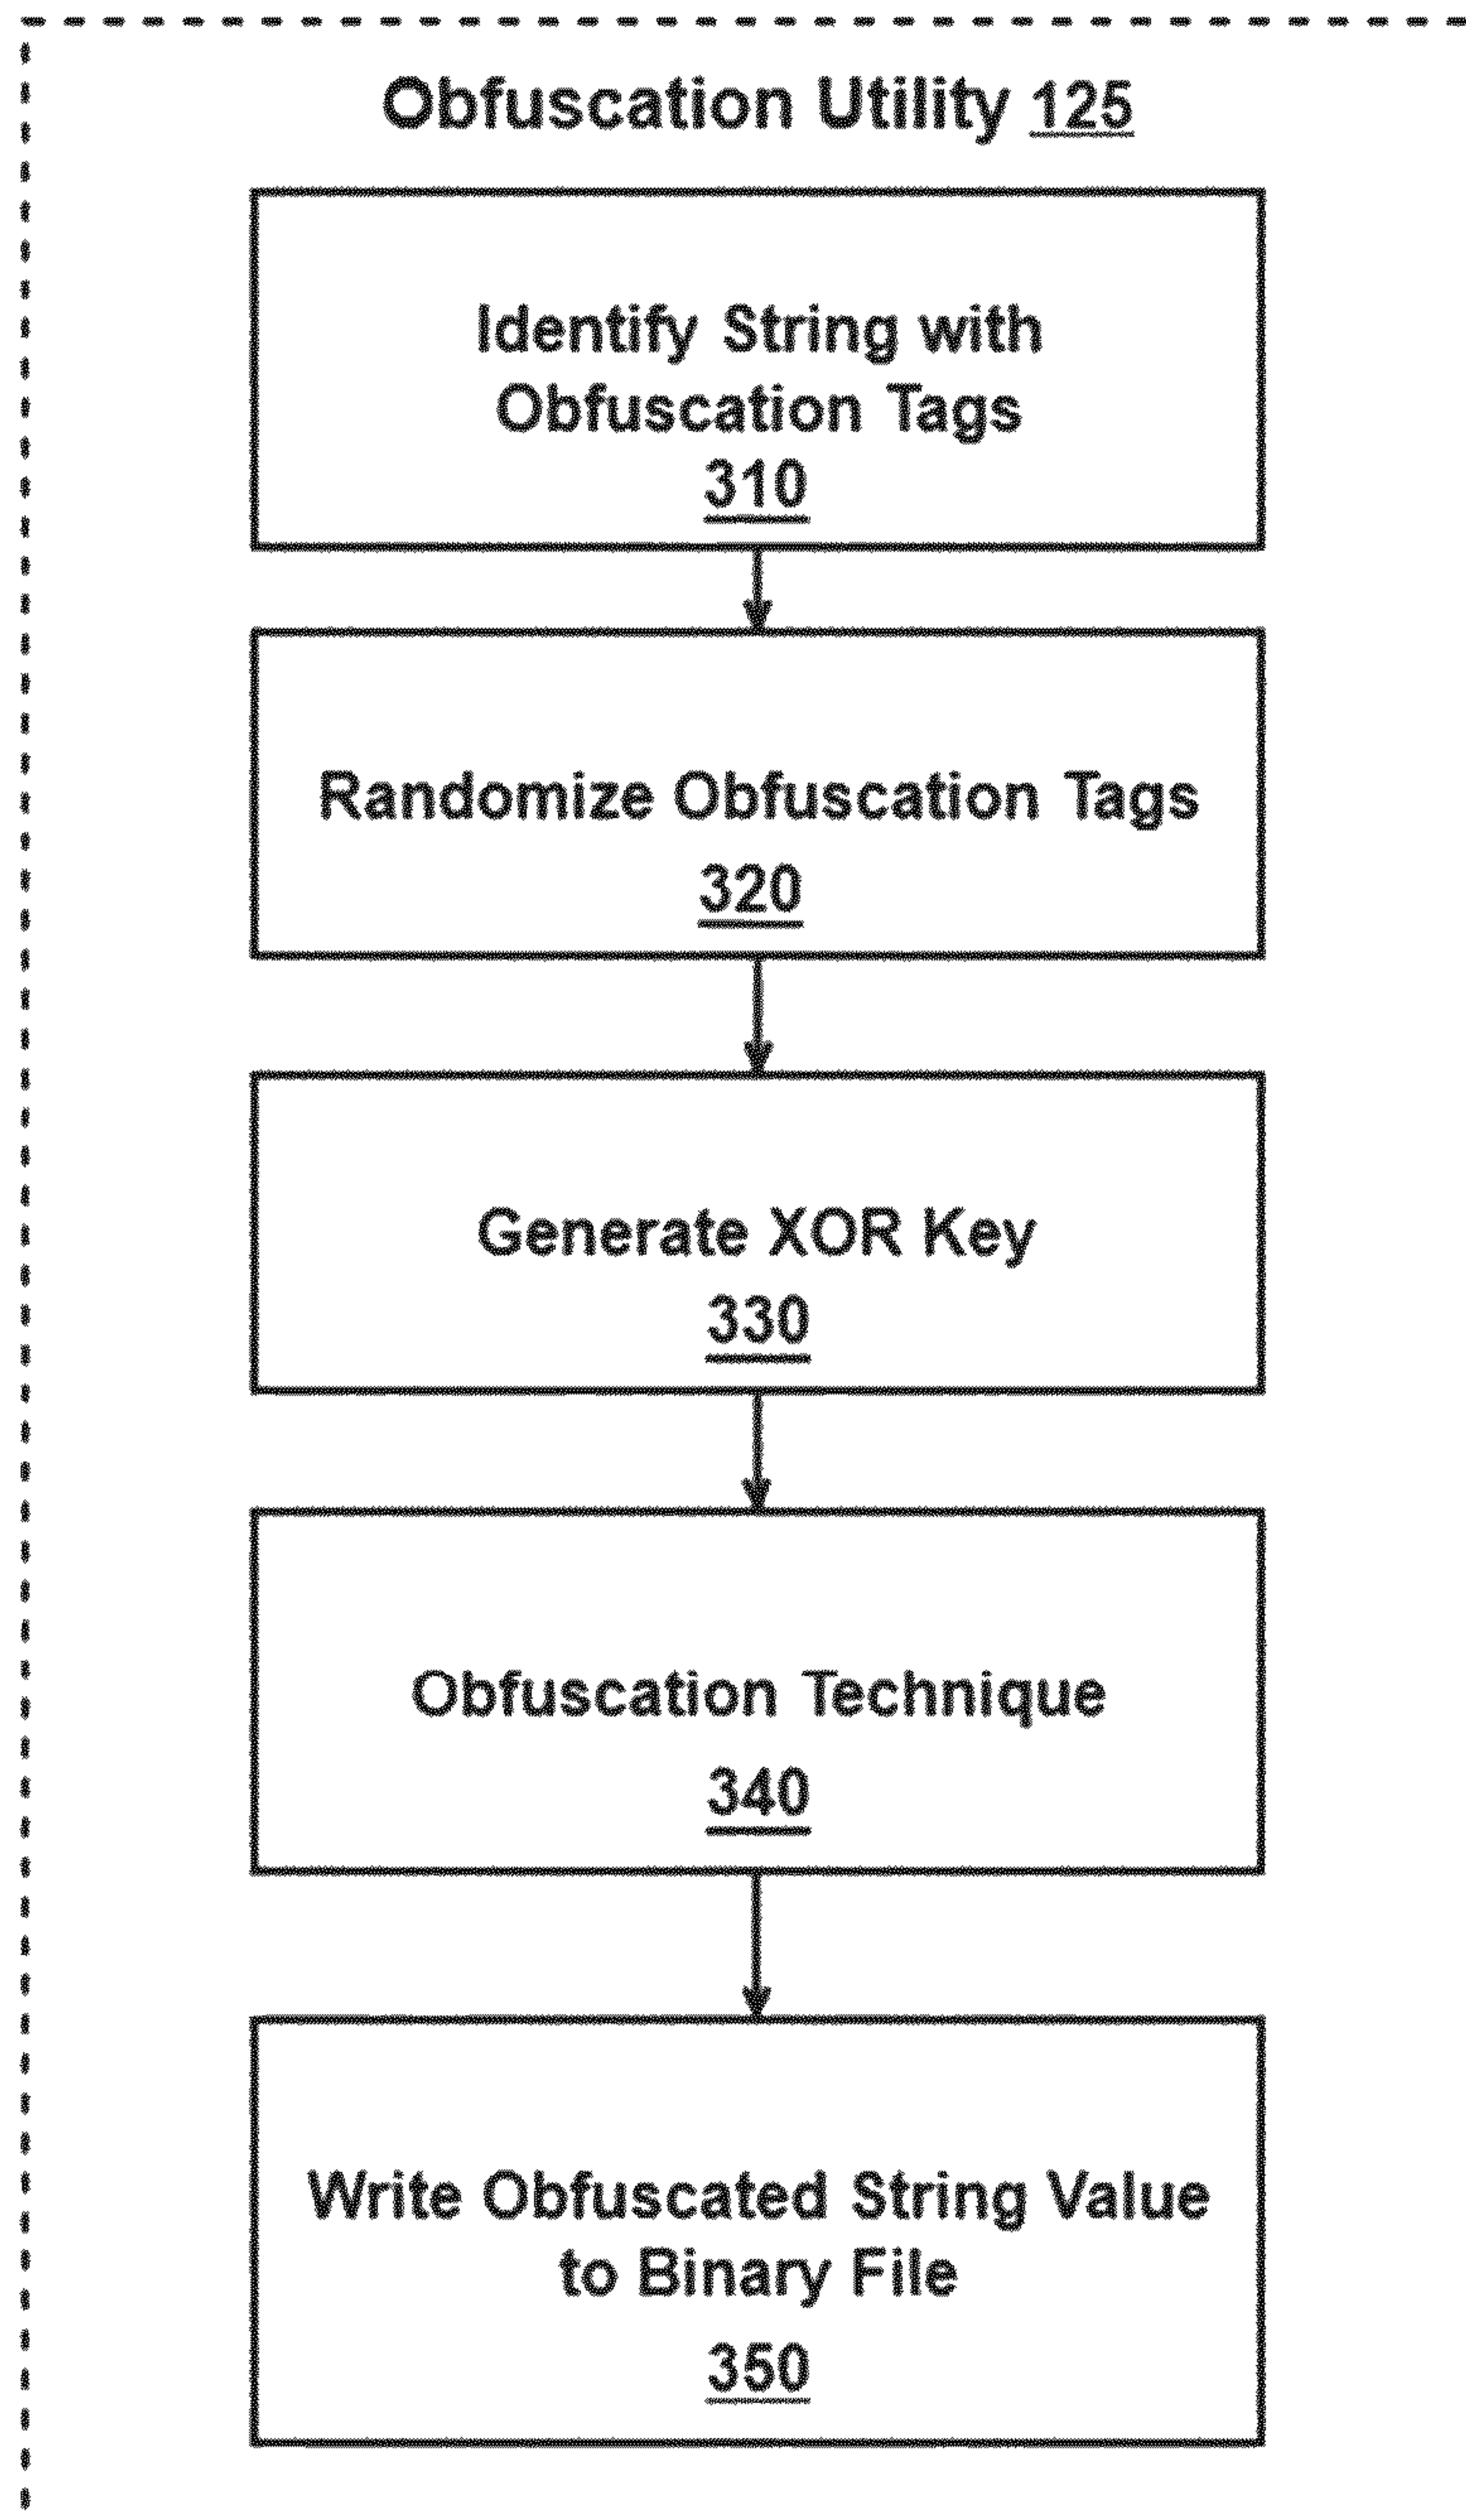 Obfuscation Utility 125
Identify String with
Obfuscation Tags
310
Randomize Obfuscation Tags
320
Generate XOR Key
330
Obfuscation Technique
340
Write Obfuscated String Value
to Binary File
350